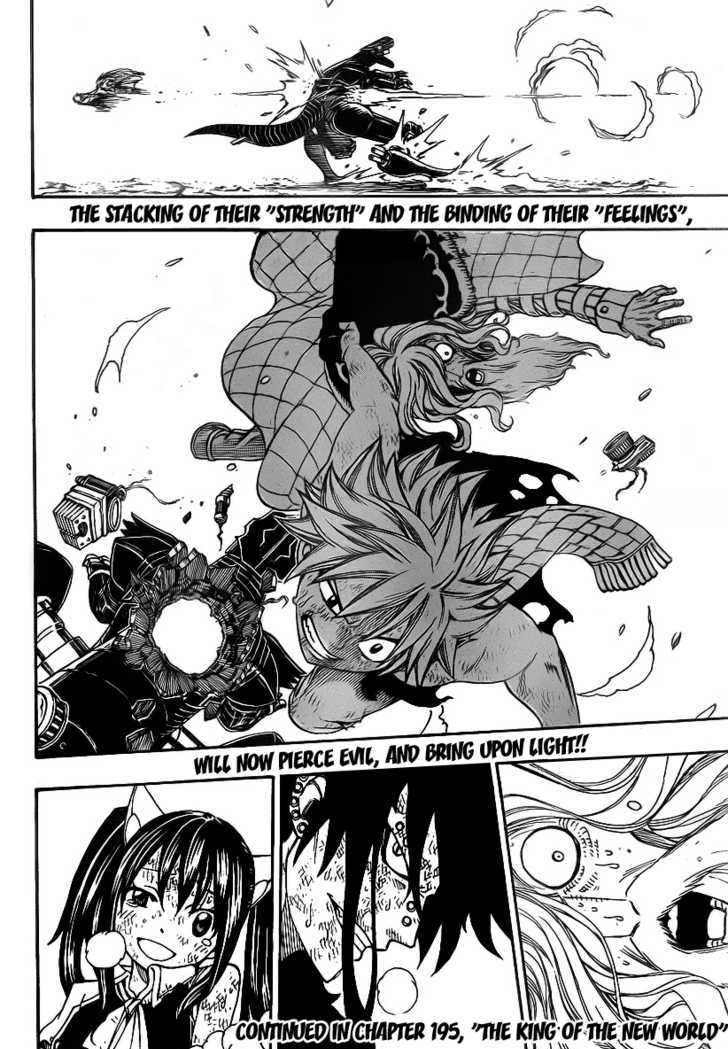 THE STACKING OF THEIR "STRENGTH" AND THE BINDING OF THEIR "FEELINGS",
WILL NOW PIERCE EVIL, AND BRING UPON LIGHT!!
CONTINUED IN CHAPTER 195, "THE KING OF THE NEW WORLD"